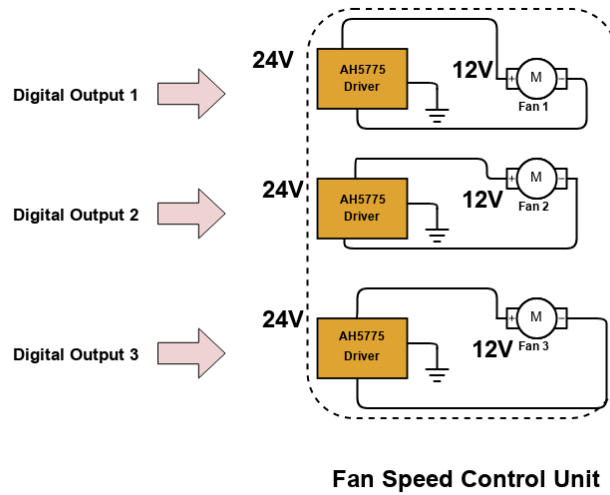 24V
AH5775
Driver
12V
+
M
-
Fan 1
Digital Output 1
24V
AH5775
Driver
12V
+
M
-
Fan 2
Digital Output 2
24V
AH5775
Driver
12V
+
M
-
Fan 3
Digital Output 3
Fan Speed Control Unit